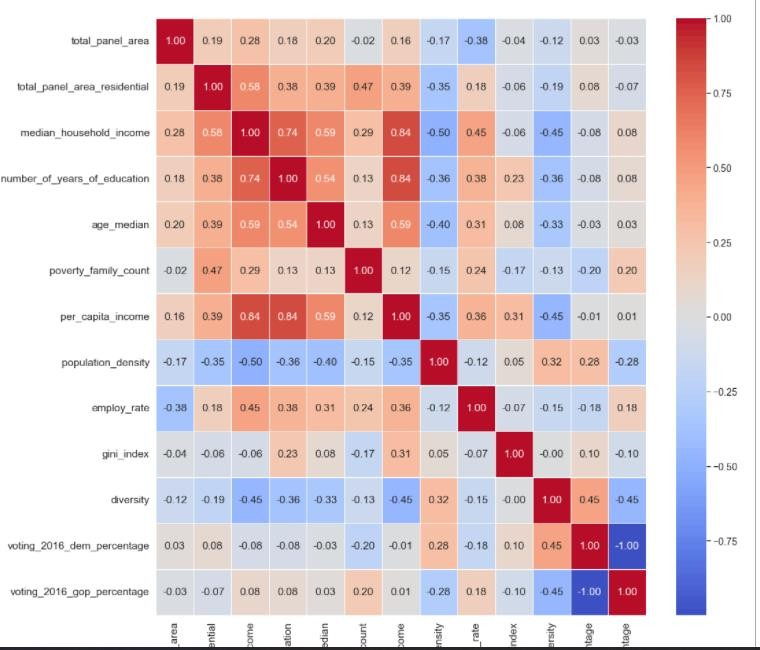 total_panel_area 1.00 0.19 0.28 0.18 0.20 -0.02 0.16 -0.17 -0.38 -0.04 -0.12 0.03 -0.03 1.00
total_panel_area_residential 0.19 1.00 0.58 0.38 0.39 0.47 0.39 -0.35 0.18 -0.06 -0.19 0.08 -0.07 0.75
median_household_income 0.28 0.58 1.00 0.74 0.59 0.29 0.84 -0.50 0.45 -0.06 -0.45 -0.08 0.08
number_of_years_of_education 0.18 0.38 0.74 1.00 0.54 0.13 0.84 -0.36 0.38 0.23 -0.36 -0.08 0.08 0.50
age_median 0.20 0.39 0.59 0.54 1.00 0.13 0.59 -0.40 0.31 0.08 -0.33 -0.03 0.03 0.25
poverty_family_count -0.02 0.47 0.29 0.13 0.13 1.00 0.12 -0.15 0.24 -0.17 -0.13 -0.20 0.20
per_capita_income 0.16 0.39 0.84 0.84 0.59 0.12 1.00 -0.35 0.36 0.31 -0.45 -0.01 0.01 0.00
population_density -0.17 -0.35 -0.50 -0.36 -0.40 -0.15 -0.35 1.00 -0.12 0.05 0.32 0.28 -0.28
employ_rate -0.38 0.18 0.45 0.38 0.31 0.24 0.36 -0.12 1.00 -0.07 -0.15 -0.18 0.18 -0.25
gini_index -0.04 -0.06 -0.06 0.23 0.08 -0.17 0.31 0.05 -0.07 1.00 -0.00 0.10 -0.10 -0.50
diversity -0.12 -0.19 -0.45 -0.36 -0.33 -0.13 -0.45 0.32 -0.15 -0.00 1.00 0.45 -0.45
voting_2016_dem_percentage 0.03 0.08 -0.08 -0.08 -0.03 -0.20 -0.01 0.28 -0.18 0.10 0.45 1.00 -1.00 -0.75
voting_2016_gop_percentage -0.03 -0.07 0.08 0.08 0.03 0.20 0.01 -0.28 0.18 -0.10 -0.45 -1.00 1.00
_area
ential
ome
ation
edian
ount
ome
ensity
_rate
index
ersity
ntage
ntage